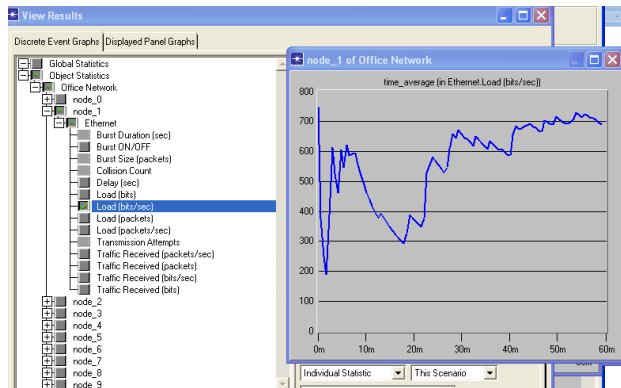 View Results
Discrete Event Graphs Displayed Panel Graphs
Global Statistics
Object Statistics
Office Network
node_0
node_1
Ethernet
Burst Duration (sec)
Burst ON/OFF
Burst Size (packets)
Collision Count
Delay (sec)
Load (bits)
Load (bits/sec)
Load (packets)
Load (packets/sec)
Transmission Attempts
Traffic Received (packets/sec)
Traffic Received (packets)
Traffic Received (bits/sec)
Traffic Received (bits)
node_2
node_3
node_4
node_5
node_6
node_7
node_8
node_9
node_1 of Office Network
time_average (in Ethernet.Load (bits/sec))
800
700
600
500
400
300
200
100
0
0m 10m 20m 30m 40m 50m 60m
Individual Statistic This Scenario